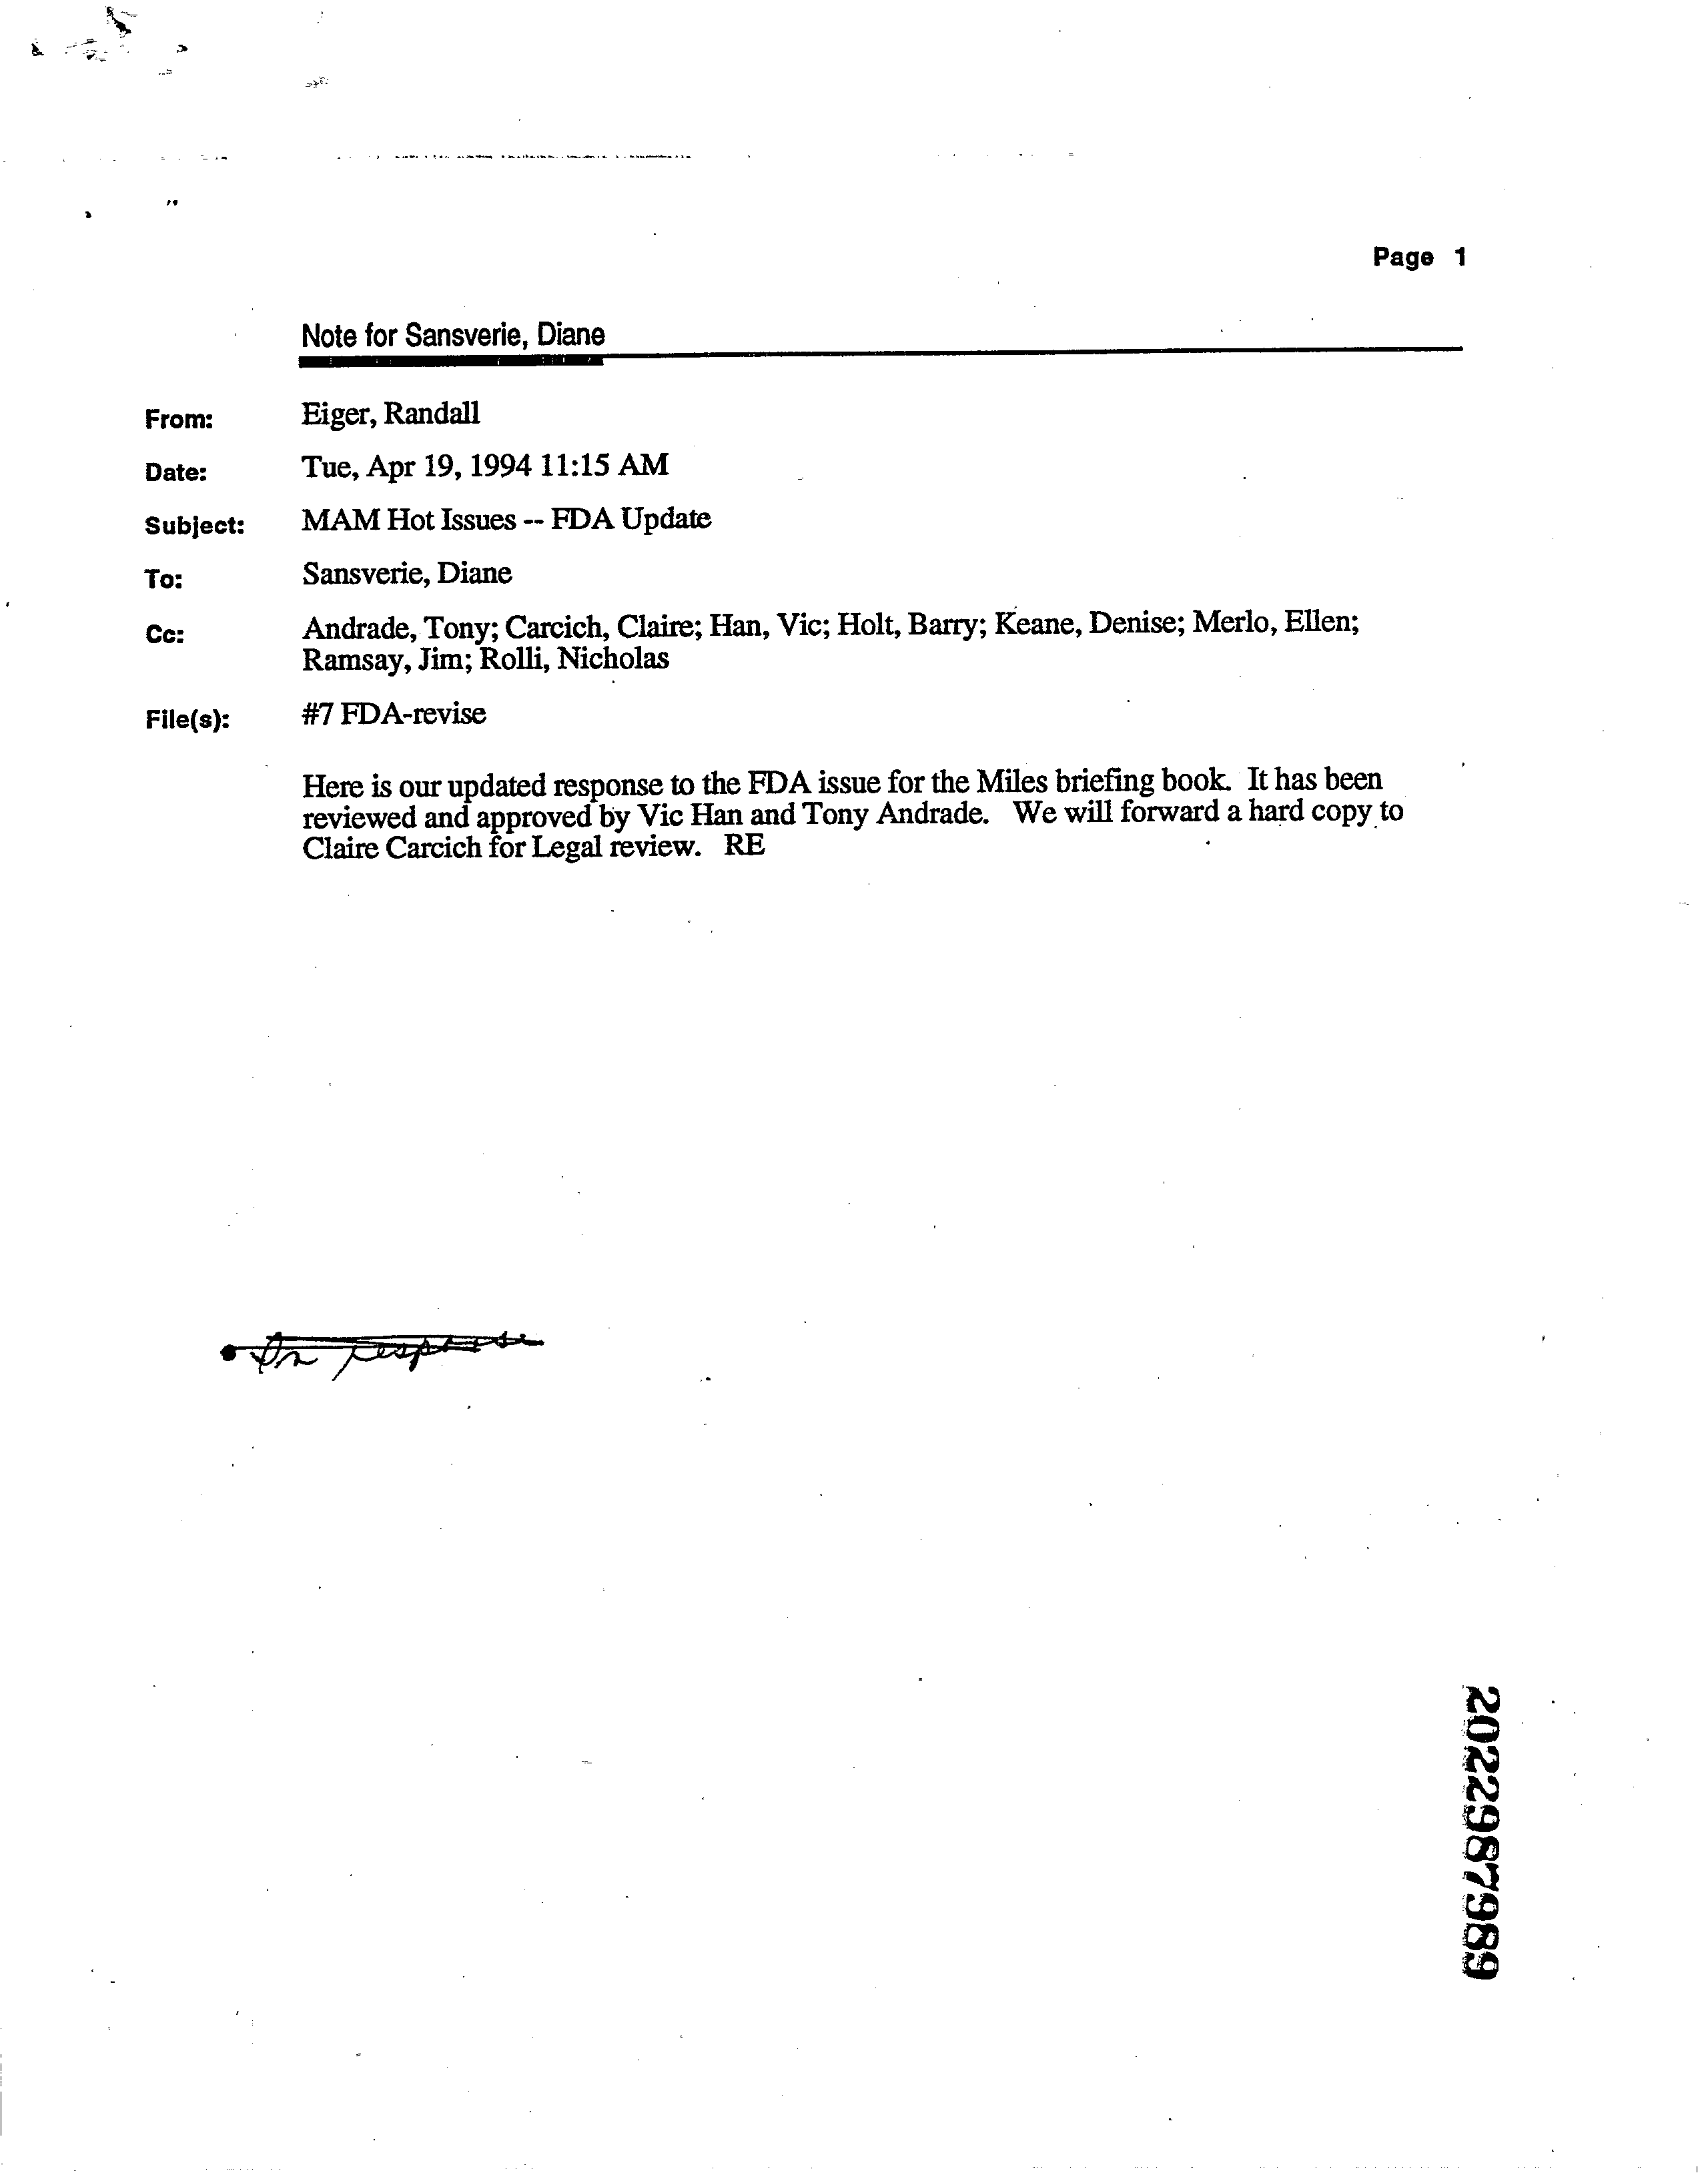 Page 1
Note for Sansverie, Diane
From: Eiger, Randall
Date: Tue, Apr 19, 1994 11:15 AM
Subject: MAM Hot Issues -- FDA Update
To: Sansverie, Diane
Cc: Andrade, Tony; Carcich, Claire; Han, Vic; Holt, Barry; Keane, Denise; Merlo, Ellen;
Ramsay, Jim; Rolli, Nicholas
File(s): #7 FDA-revise
Here is our updated response to the FDA issue for the Miles briefing book. It has been
reviewed and approved by Vic Han and Tony Andrade. We will forward a hard copy to
Claire Carcich for Legal review. RE
• In response
2022987989